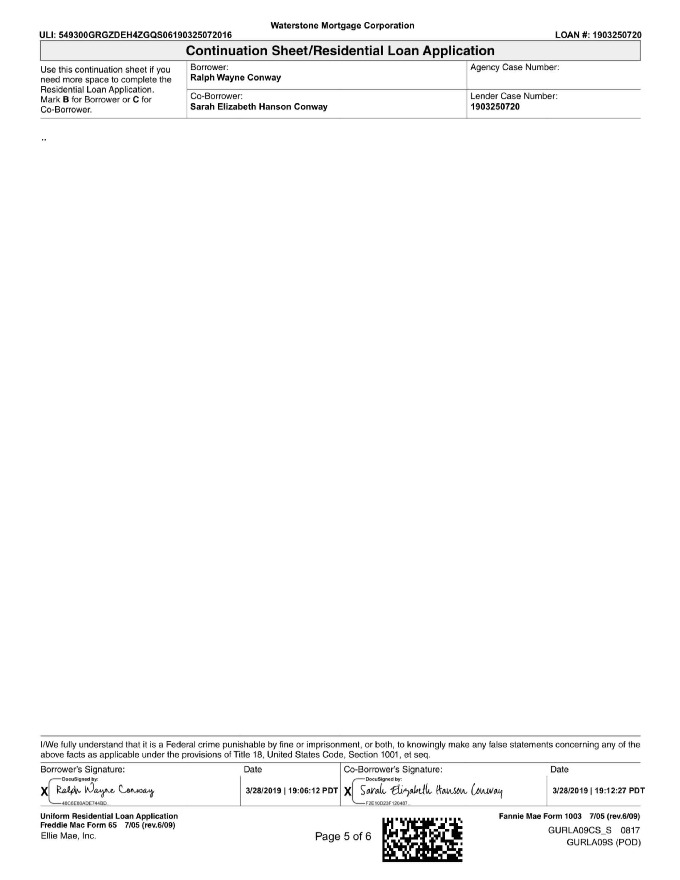 Waterstone Mortgage Corporation
ULI: 549300GRGZDEH4ZGQS06190325072016 LOAN #: 1903250720
Continuation Sheet/Residential Loan Application
Use this continuation sheet if you
need more space to complete the
Residential Loan Application.
Mark B for Borrower or C for
Co-Borrower.
Borrower:
Ralph Wayne Conway
Agency Case Number:
Co-Borrower:
Sarah Elizabeth Hanson Conway
Lender Case Number:
1903250720
..
I/We fully understand that it is a Federal crime punishable by fine or imprisonment, or both, to knowingly make any false statements concerning any of the
above facts as applicable under the provisions of Title 18, United States Code, Section 1001, et seq.
Borrower's Signature: Date Co-Borrower's Signature: Date
DocuSigned by: DocuSigned by:
X Ralph Wayne Conway 3/28/2019 | 19:06:12 PDT X Sarah Elizabeth Hanson Conway 3/28/2019 | 19:12:27 PDT
Uniform Residential Loan Application
Freddie Mac Form 65 7/05 (rev.6/09)
Ellie Mae, Inc.
Page 5 of 6
Fannie Mae Form 1003 7/05 (rev.6/09)
GURLA09CS_S 0817
GURLA09S (POD)